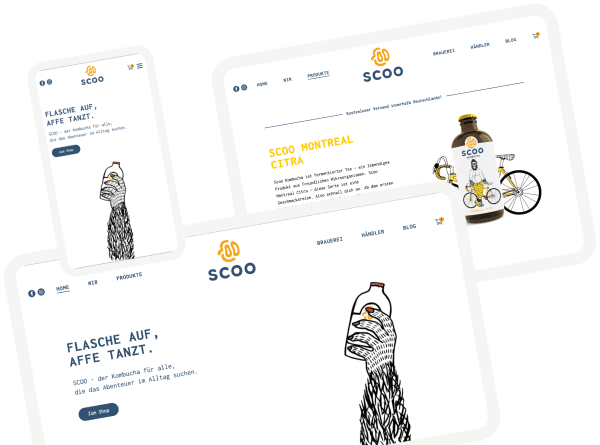 SCOO
FLASCHE AUF,
AFFE TANZT.
SCOO - der Kombucha für alle,
die das Abenteuer im Alltag suchen.
Zum Shop
HOME WIR PRODUKTE
SCOO
BRAUEREI HÄNDLER BLOG
Kostenloser Versand innerhalb Deutschlands!
SCOO MONTREAL
CITRA
Scoo Kombucha ist fermentierter Tee - ein lebendiges
Produkt aus freundlichen Mikroorganismen. Scoo
Montreal Citra - diese Sorte ist eine
Geschmacksreise. Also schnall dich an. Ab dem ersten
SCOO
HOME WIR PRODUKTE
SCOO
BRAUEREI HÄNDLER BLOG
FLASCHE AUF,
AFFE TANZT.
SCOO - der Kombucha für alle,
die das Abenteuer im Alltag suchen.
Zum Shop